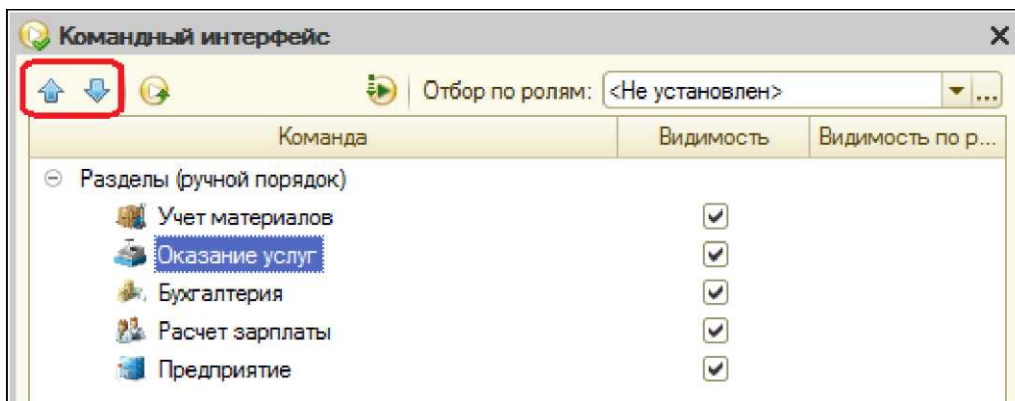 Командный интерфейс
Отбор по ролям: <Не установлен>
Команда Видимость Видимость по р...
Разделы (ручной порядок)
Учет материалов
Оказание услуг
Бухгалтерия
Расчет зарплаты
Предприятие